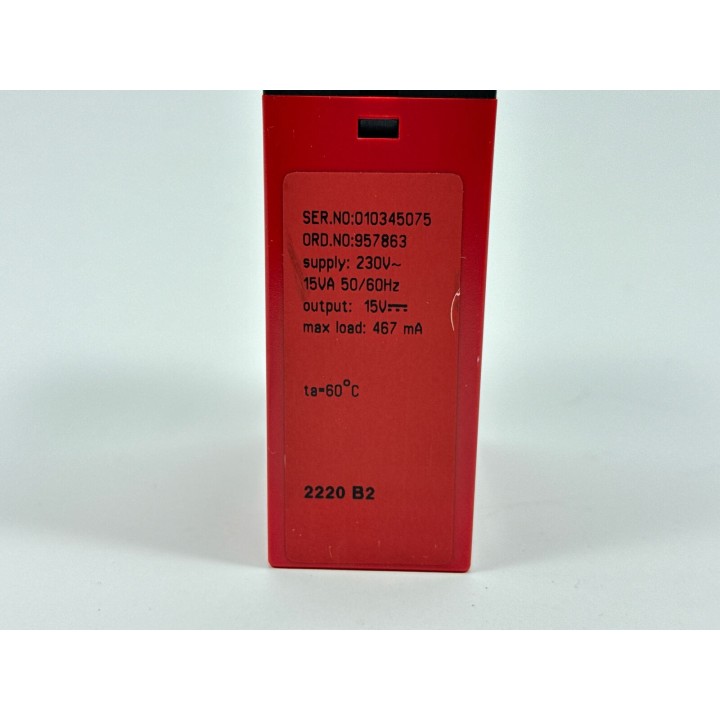 SER.NO:010345075
ORD.NO:957863
supply: 230V~
15VA 50/60Hz
output: 15V⎓
max load: 467 mA
ta=60°C
2220 B2